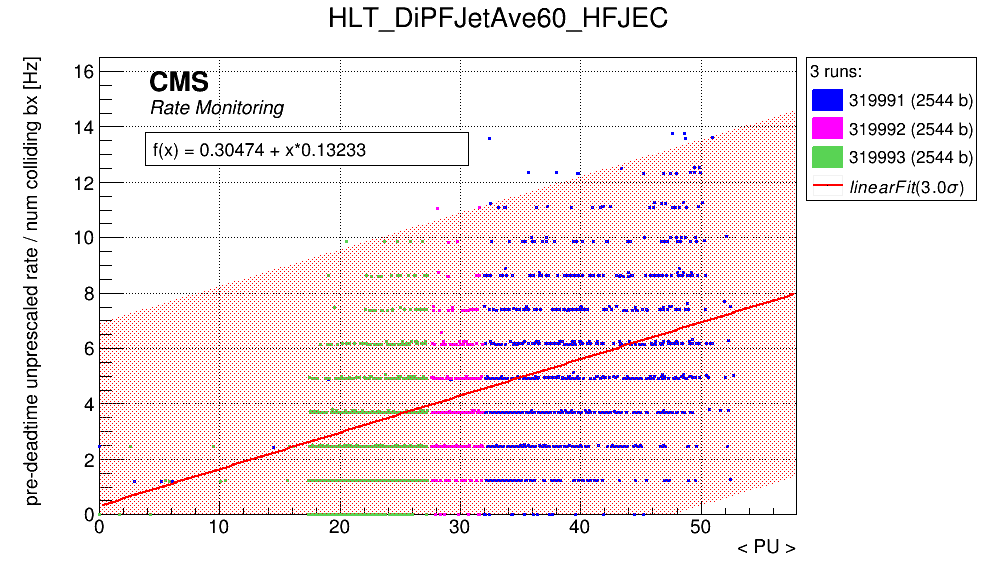 HLT_DiPFJetAve60_HFJEC
pre-deadtime unprescaled rate / num colliding bx [Hz]
CMS
Rate Monitoring
f(x) = 0.30474 + x*0.13233
16
14
12
10
8
6
4
2
0
0 10 20 30 40 50
< PU >
3 runs:
319991 (2544 b)
319992 (2544 b)
319993 (2544 b)
linearFit(3.0σ)